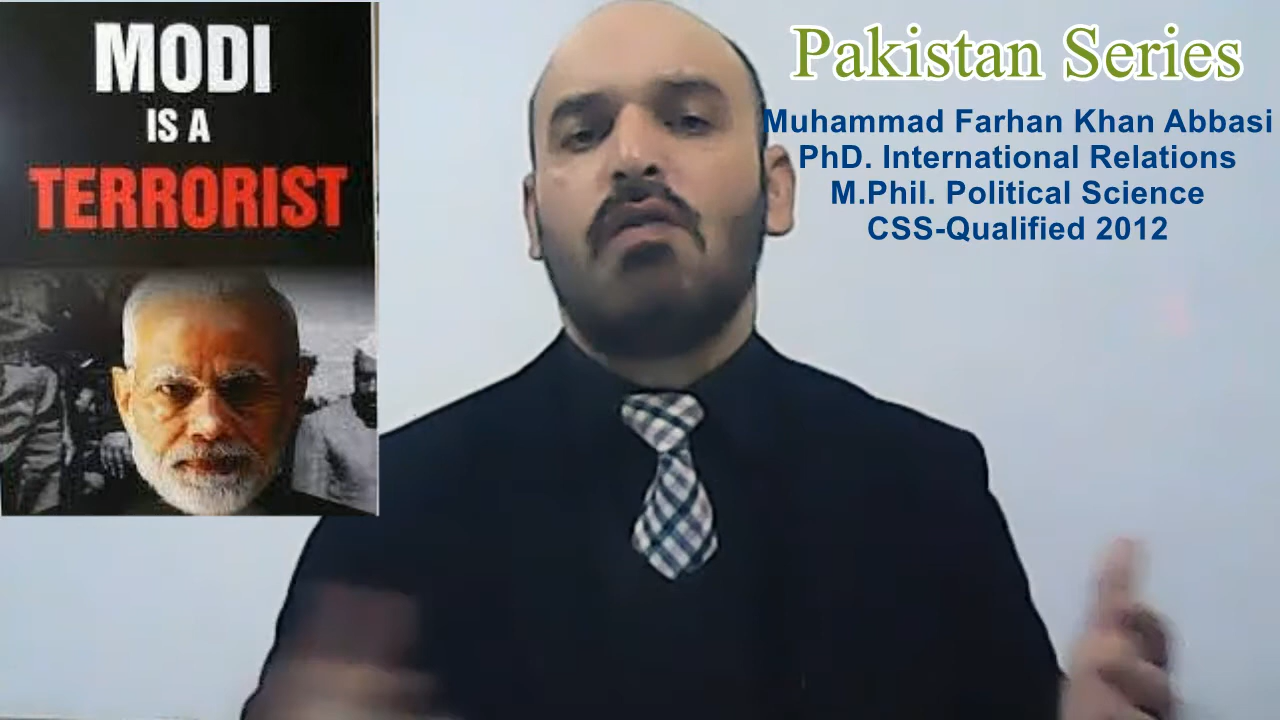 MODI
IS A
TERRORIST
Pakistan Series
Muhammad Farhan Khan Abbasi
PhD. International Relations
M.Phil. Political Science
CSS-Qualified 2012